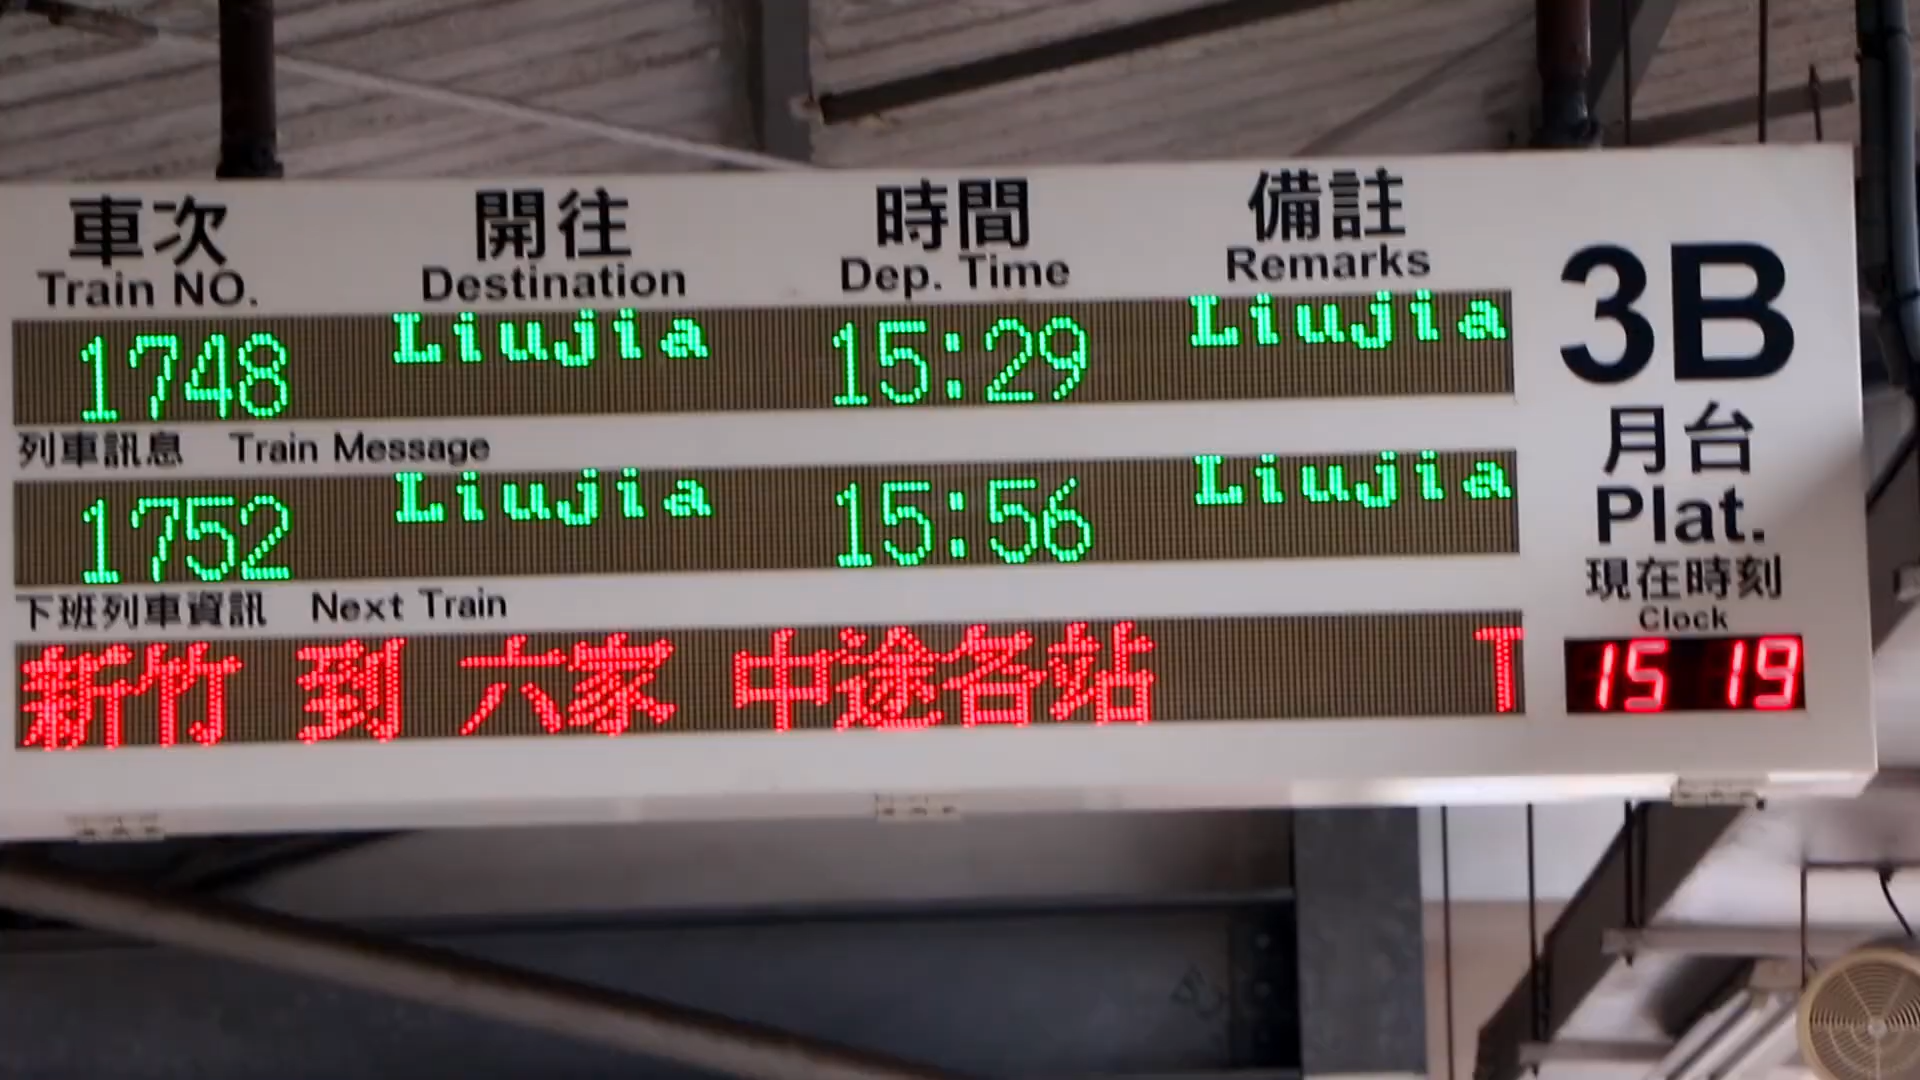 車次 開往 時間 備註
Train NO. Destination Dep. Time Remarks
1748 Liujia 15:29 Liujia
列車訊息 Train Message
1752 Liujia 15:56 Liujia
下班列車資訊 Next Train
新竹 到 六家 中途各站 T
3B
月台
Plat.
現在時刻
Clock
15 19